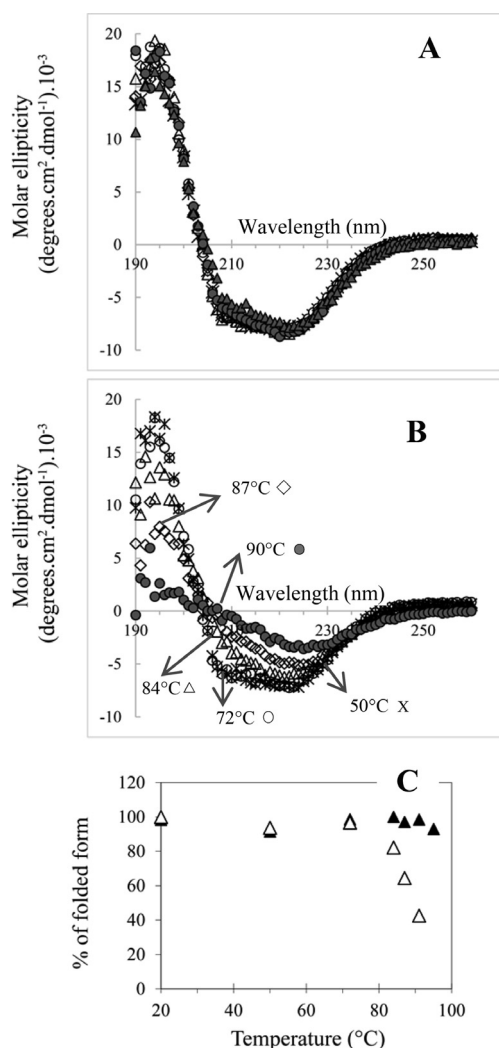 A
Molar ellipticity
(degrees.cm².dmol⁻¹).10⁻³
20
15
10
5
0
-5
-10
Wavelength (nm)
190
210
230
250
B
Molar ellipticity
(degrees.cm².dmol⁻¹).10⁻³
20
15
10
5
0
-5
-10
87°C ◇
90°C ●
Wavelength (nm)
190
210
230
250
84°C △
72°C ○
50°C x
C
% of folded form
120
100
80
60
40
20
0
20
40
60
80
100
Temperature (°C)